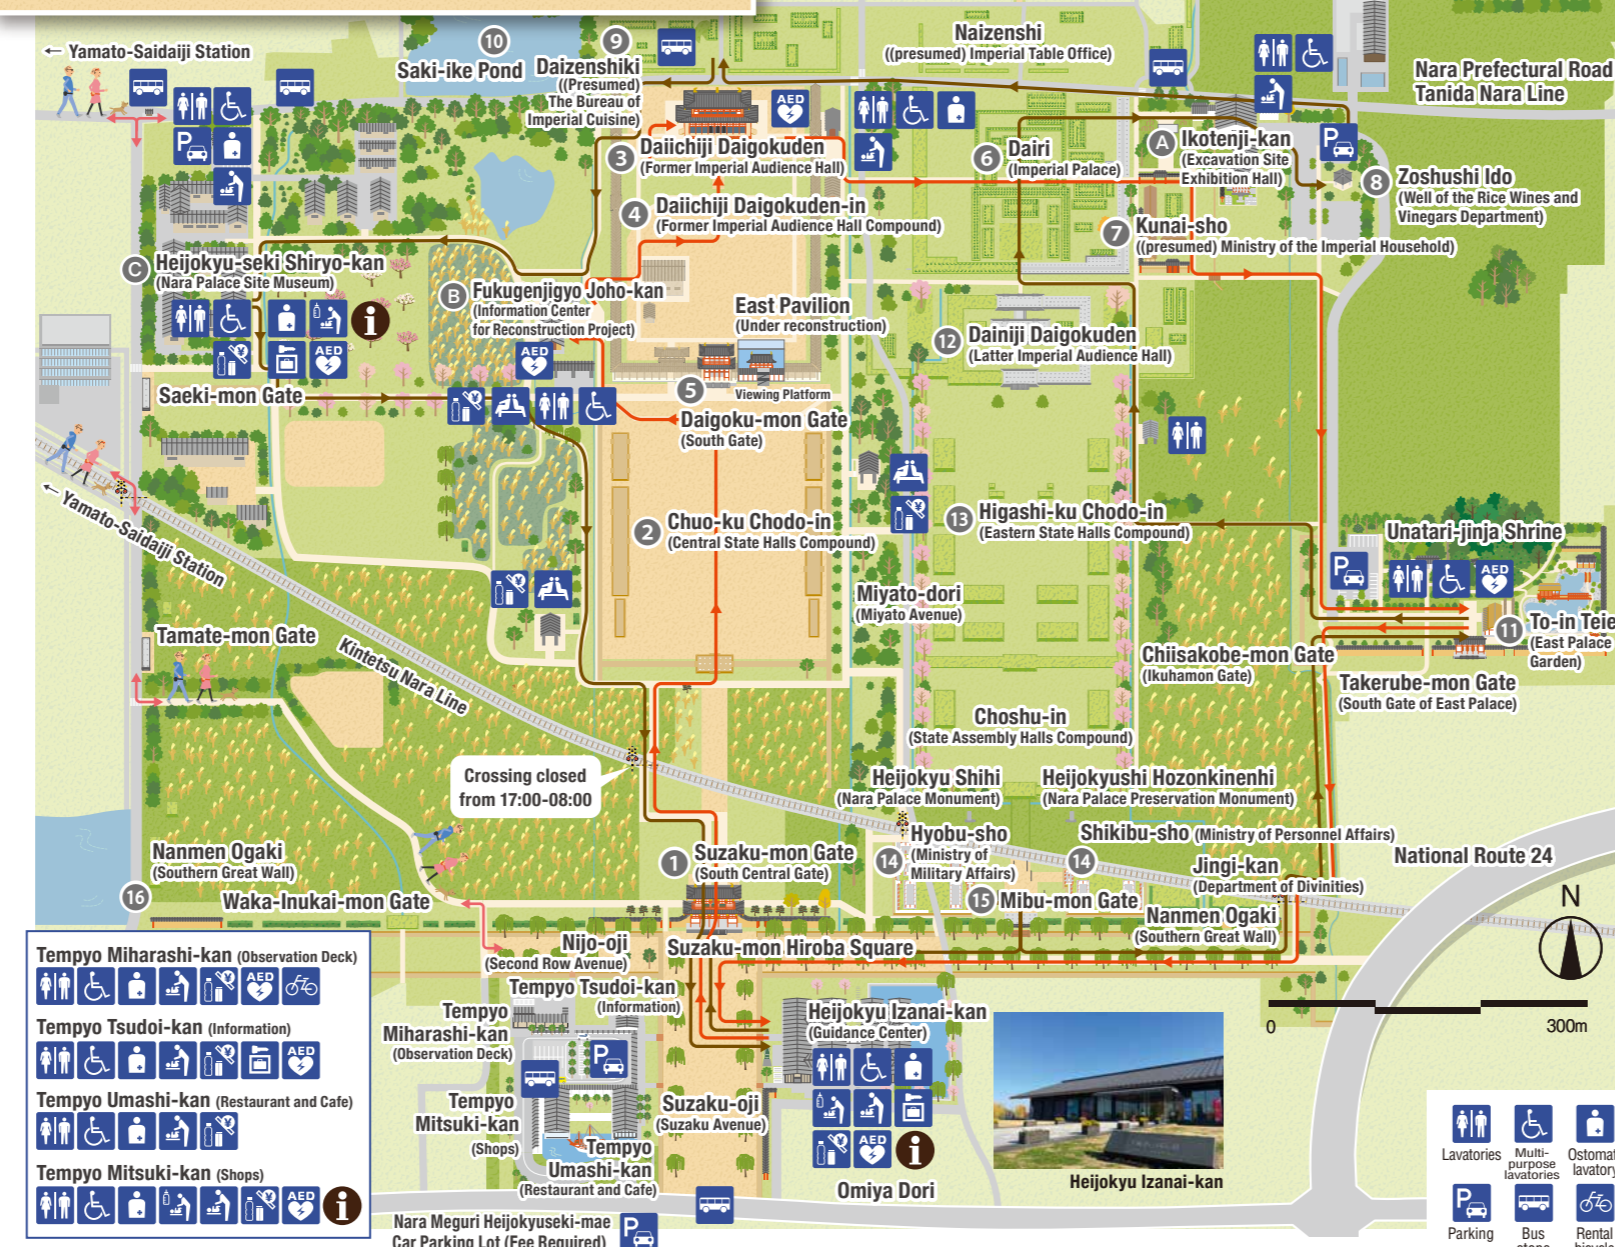 ← Yamato-Saidaiji Station
10
Saki-ike Pond
9
Daizenshiki
((Presumed)
The Bureau of
Imperial Cuisine)
Naizenshi
((presumed) Imperial Table Office)
Nara Prefectural Road
Tanida Nara Line
AED
3
Daiichiji Daigokuden
(Former Imperial Audience Hall)
6
Dairi
(Imperial Palace)
A
Ikotenji-kan
(Excavation Site
Exhibition Hall)
P
8
Zoshushi Ido
(Well of the Rice Wines and
Vinegars Department)
P
4
Daiichiji Daigokuden-in
(Former Imperial Audience Hall Compound)
7
Kunai-sho
((presumed) Ministry of the Imperial Household)
C
Heijokyu-seki Shiryo-kan
(Nara Palace Site Museum)
i
AED
B
Fukugenjigyo Joho-kan
(Information Center
for Reconstruction Project)
AED
East Pavilion
(Under reconstruction)
Viewing Platform
12
Dainiji Daigokuden
(Latter Imperial Audience Hall)
Saeki-mon Gate
5
Daigoku-mon Gate
(South Gate)
← Yamato-Saidaiji Station
2
Chuo-ku Chodo-in
(Central State Halls Compound)
13
Higashi-ku Chodo-in
(Eastern State Halls Compound)
Unatari-jinja Shrine
P
AED
Miyato-dori
(Miyato Avenue)
11
To-in Teie
(East Palace
Garden)
Tamate-mon Gate
Kintetsu Nara Line
Chiisakobe-mon Gate
(Ikuhamon Gate)
Takerube-mon Gate
(South Gate of East Palace)
Choshu-in
(State Assembly Halls Compound)
Crossing closed
from 17:00-08:00
Heijokyu Shihi
(Nara Palace Monument)
Heijokyushi Hozonkinenhi
(Nara Palace Preservation Monument)
14
Hyobu-sho
(Ministry of
Military Affairs)
14
Shikibu-sho (Ministry of Personnel Affairs)
Jingi-kan
(Department of Divinities)
National Route 24
1
Suzaku-mon Gate
(South Central Gate)
15
Mibu-mon Gate
Nanmen Ogaki
(Southern Great Wall)
16
Nanmen Ogaki
(Southern Great Wall)
Waka-Inukai-mon Gate
N
0
300m
Nijo-oji
(Second Row Avenue)
Suzaku-mon Hiroba Square
Tempyo Tsudoi-kan
(Information)
Tempyo
Miharashi-kan
(Observation Deck)
P
Heijokyu Izanai-kan
(Guidance Center)
AED
i
Tempyo
Mitsuki-kan
(Shops)
Suzaku-oji
(Suzaku Avenue)
Tempyo
Umashi-kan
(Restaurant and Cafe)
Omiya Dori
Heijokyu Izanai-kan
Nara Meguri Heijokyuseki-mae
Car Parking Lot (Fee Required)
P
Tempyo Miharashi-kan (Observation Deck)
AED
Tempyo Tsudoi-kan (Information)
AED
Tempyo Umashi-kan (Restaurant and Cafe)
Tempyo Mitsuki-kan (Shops)
AED
i
Lavatories
Multi-
purpose
lavatories
Ostomat
lavatory
P
Parking
Bus
Rental